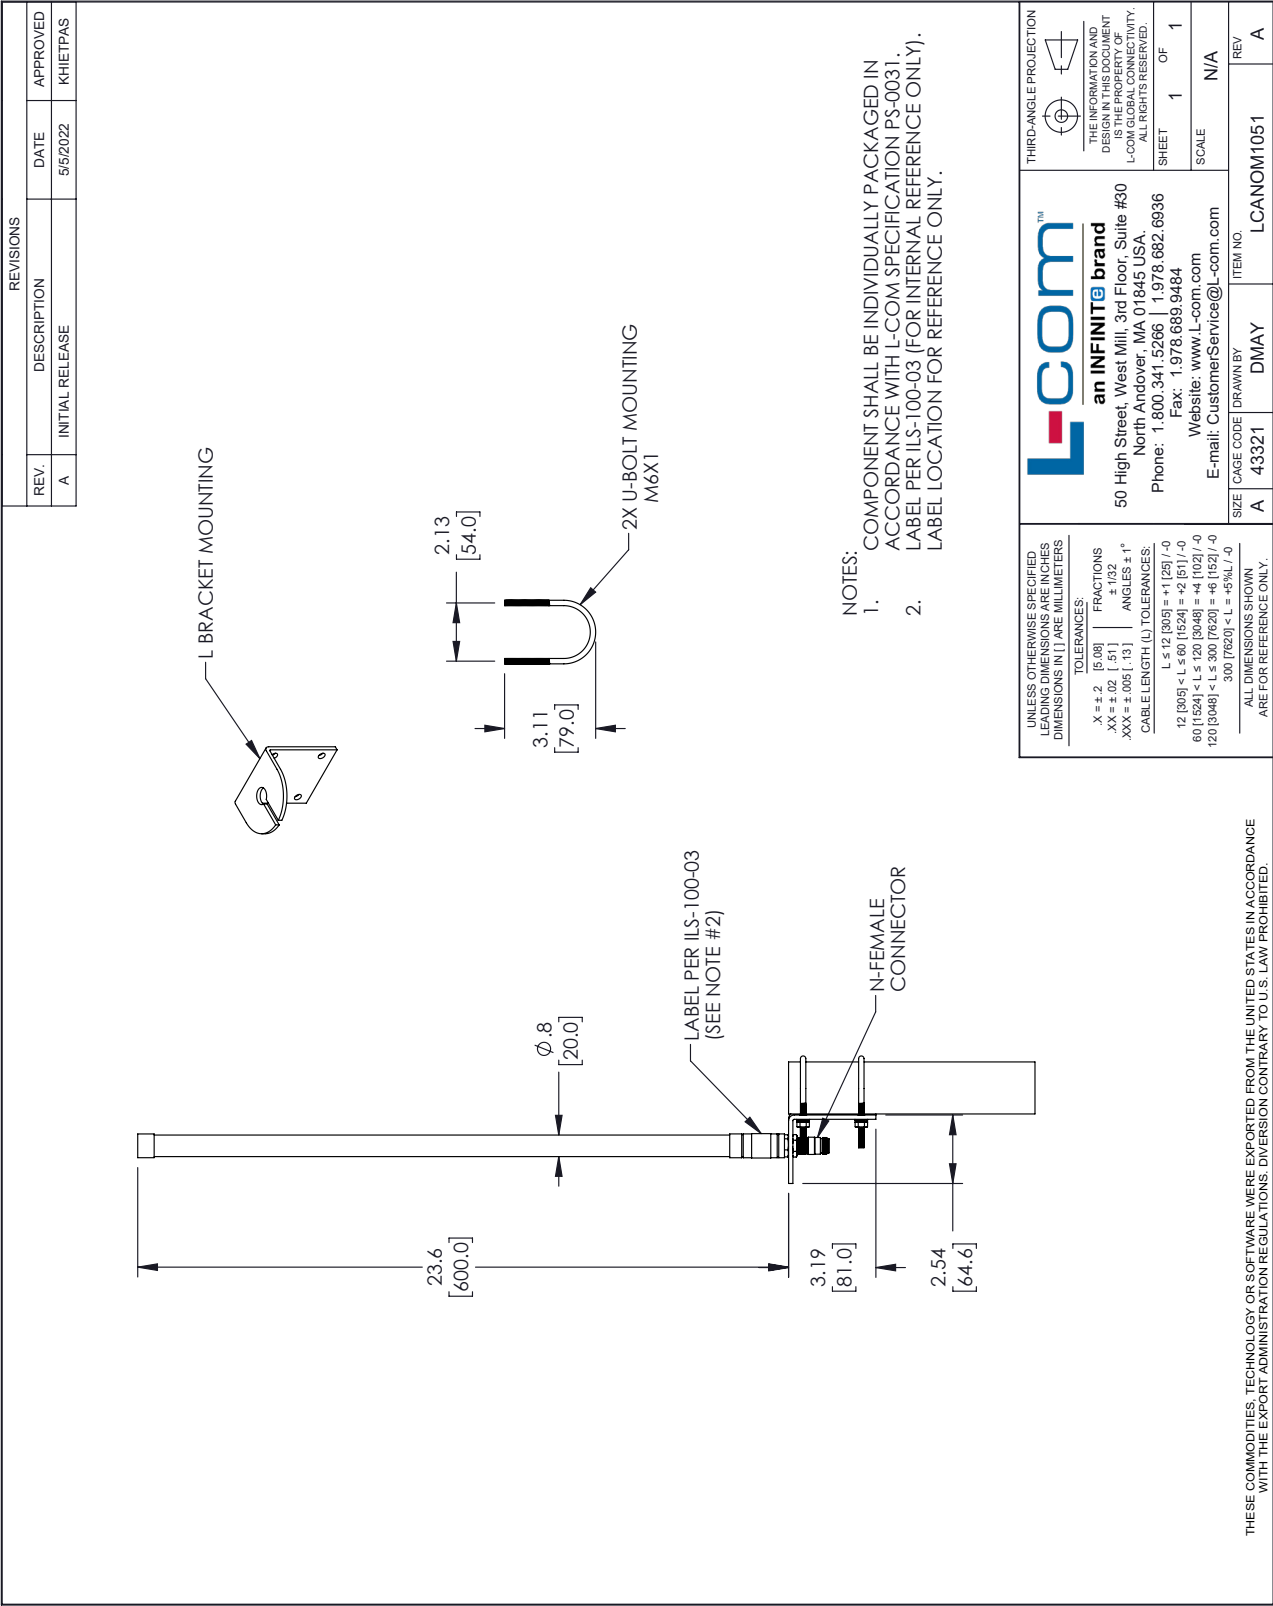 REVISIONS
REV. DESCRIPTION DATE APPROVED
A INITIAL RELEASE 5/5/2022 KHIETPAS
L BRACKET MOUNTING
2.13
[54.0]
3.11
[79.0]
2X U-BOLT MOUNTING
M6X1
23.6
[600.0]
Ø.8
[20.0]
LABEL PER ILS-100-03
(SEE NOTE #2)
N-FEMALE
CONNECTOR
3.19
[81.0]
2.54
[64.6]
NOTES:
1. COMPONENT SHALL BE INDIVIDUALLY PACKAGED IN
ACCORDANCE WITH L-COM SPECIFICATION PS-0031.
2. LABEL PER ILS-100-03 (FOR INTERNAL REFERENCE ONLY).
LABEL LOCATION FOR REFERENCE ONLY.
UNLESS OTHERWISE SPECIFIED
LEADING DIMENSIONS ARE INCHES
DIMENSIONS IN [ ] ARE MILLIMETERS
TOLERANCES:
.X = ± .2 [5.08] FRACTIONS
.XX = ± .02 [ .51] ± 1/32
.XXX = ± .005 [ .13 ] ANGLES ± 1°
CABLE LENGTH (L) TOLERANCES:
L ≤ 12 [305] = +1 [25] / -0
12 [305] < L ≤ 60 [1524] = +2 [51] / -0
60 [1524] < L ≤ 120 [3048] = +4 [102] / -0
120 [3048] < L ≤ 300 [7620] = +6 [152] / -0
300 [7620] < L = +5%L / -0
ALL DIMENSIONS SHOWN
ARE FOR REFERENCE ONLY.
L-com™
an INFINITe brand
50 High Street, West Mill, 3rd Floor, Suite #30
North Andover, MA 01845 USA.
Phone: 1.800.341.5266 | 1.978.682.6936
Fax: 1.978.689.9484
Website: www.L-com.com
E-mail: CustomerService@L-com.com
THIRD-ANGLE PROJECTION
THE INFORMATION AND
DESIGN IN THIS DOCUMENT
IS THE PROPERTY OF
L-COM GLOBAL CONNECTIVITY.
ALL RIGHTS RESERVED.
SHEET 1 OF 1
SCALE N/A
SIZE CAGE CODE DRAWN BY ITEM NO. REV
A 43321 DMAY LCANOM1051 A
THESE COMMODITIES, TECHNOLOGY OR SOFTWARE WERE EXPORTED FROM THE UNITED STATES IN ACCORDANCE
WITH THE EXPORT ADMINISTRATION REGULATIONS. DIVERSION CONTRARY TO U.S. LAW PROHIBITED.